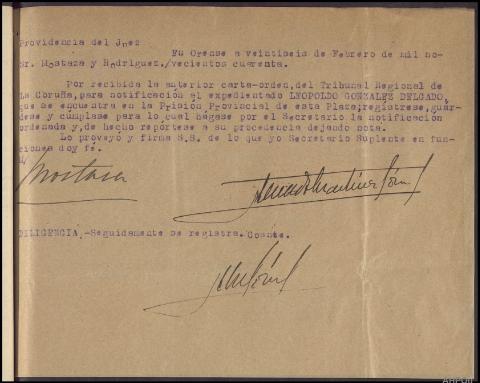 Providencia del Juez
En Orense a veintiseis de Febrero de mil no-
Sr. Mostaza y Rodriguez./vecientos cuarenta.
Por recibida la anterior carta-orden,del Tribunal Regional de
La Coruña,para notificación al expedientado LEOPOLDO GONZALEZ DELGADO,
que se encuentra en la Prisión Provincial de esta Plaza;registrese,guár-
dese y cúmplase para lo cual hágase por el Secretario la notificación
ordenada y,de hecho repórtese a su procedencia dejando nota.
Lo proveyó y firma S.S. de lo que yo Secretario Suplente en fun-
ciones doy fé.
Mostaza
DILIGENCIA.-Seguidamente se registra. Conste.